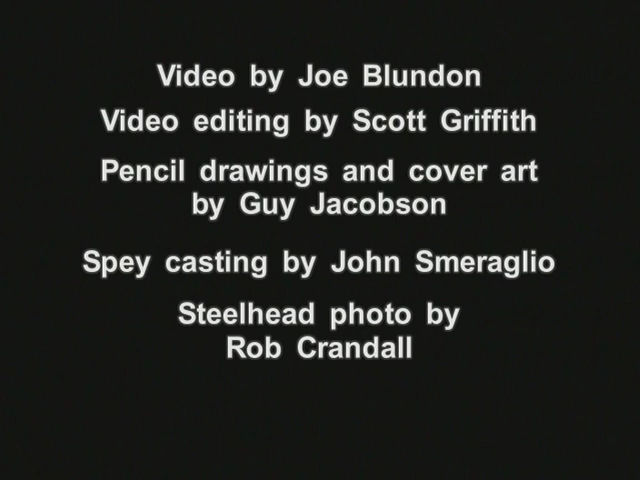 Video by Joe Blundon
Video editing by Scott Griffith
Pencil drawings and cover art
by Guy Jacobson
Spey casting by John Smeraglio
Steelhead photo by
Rob Crandall